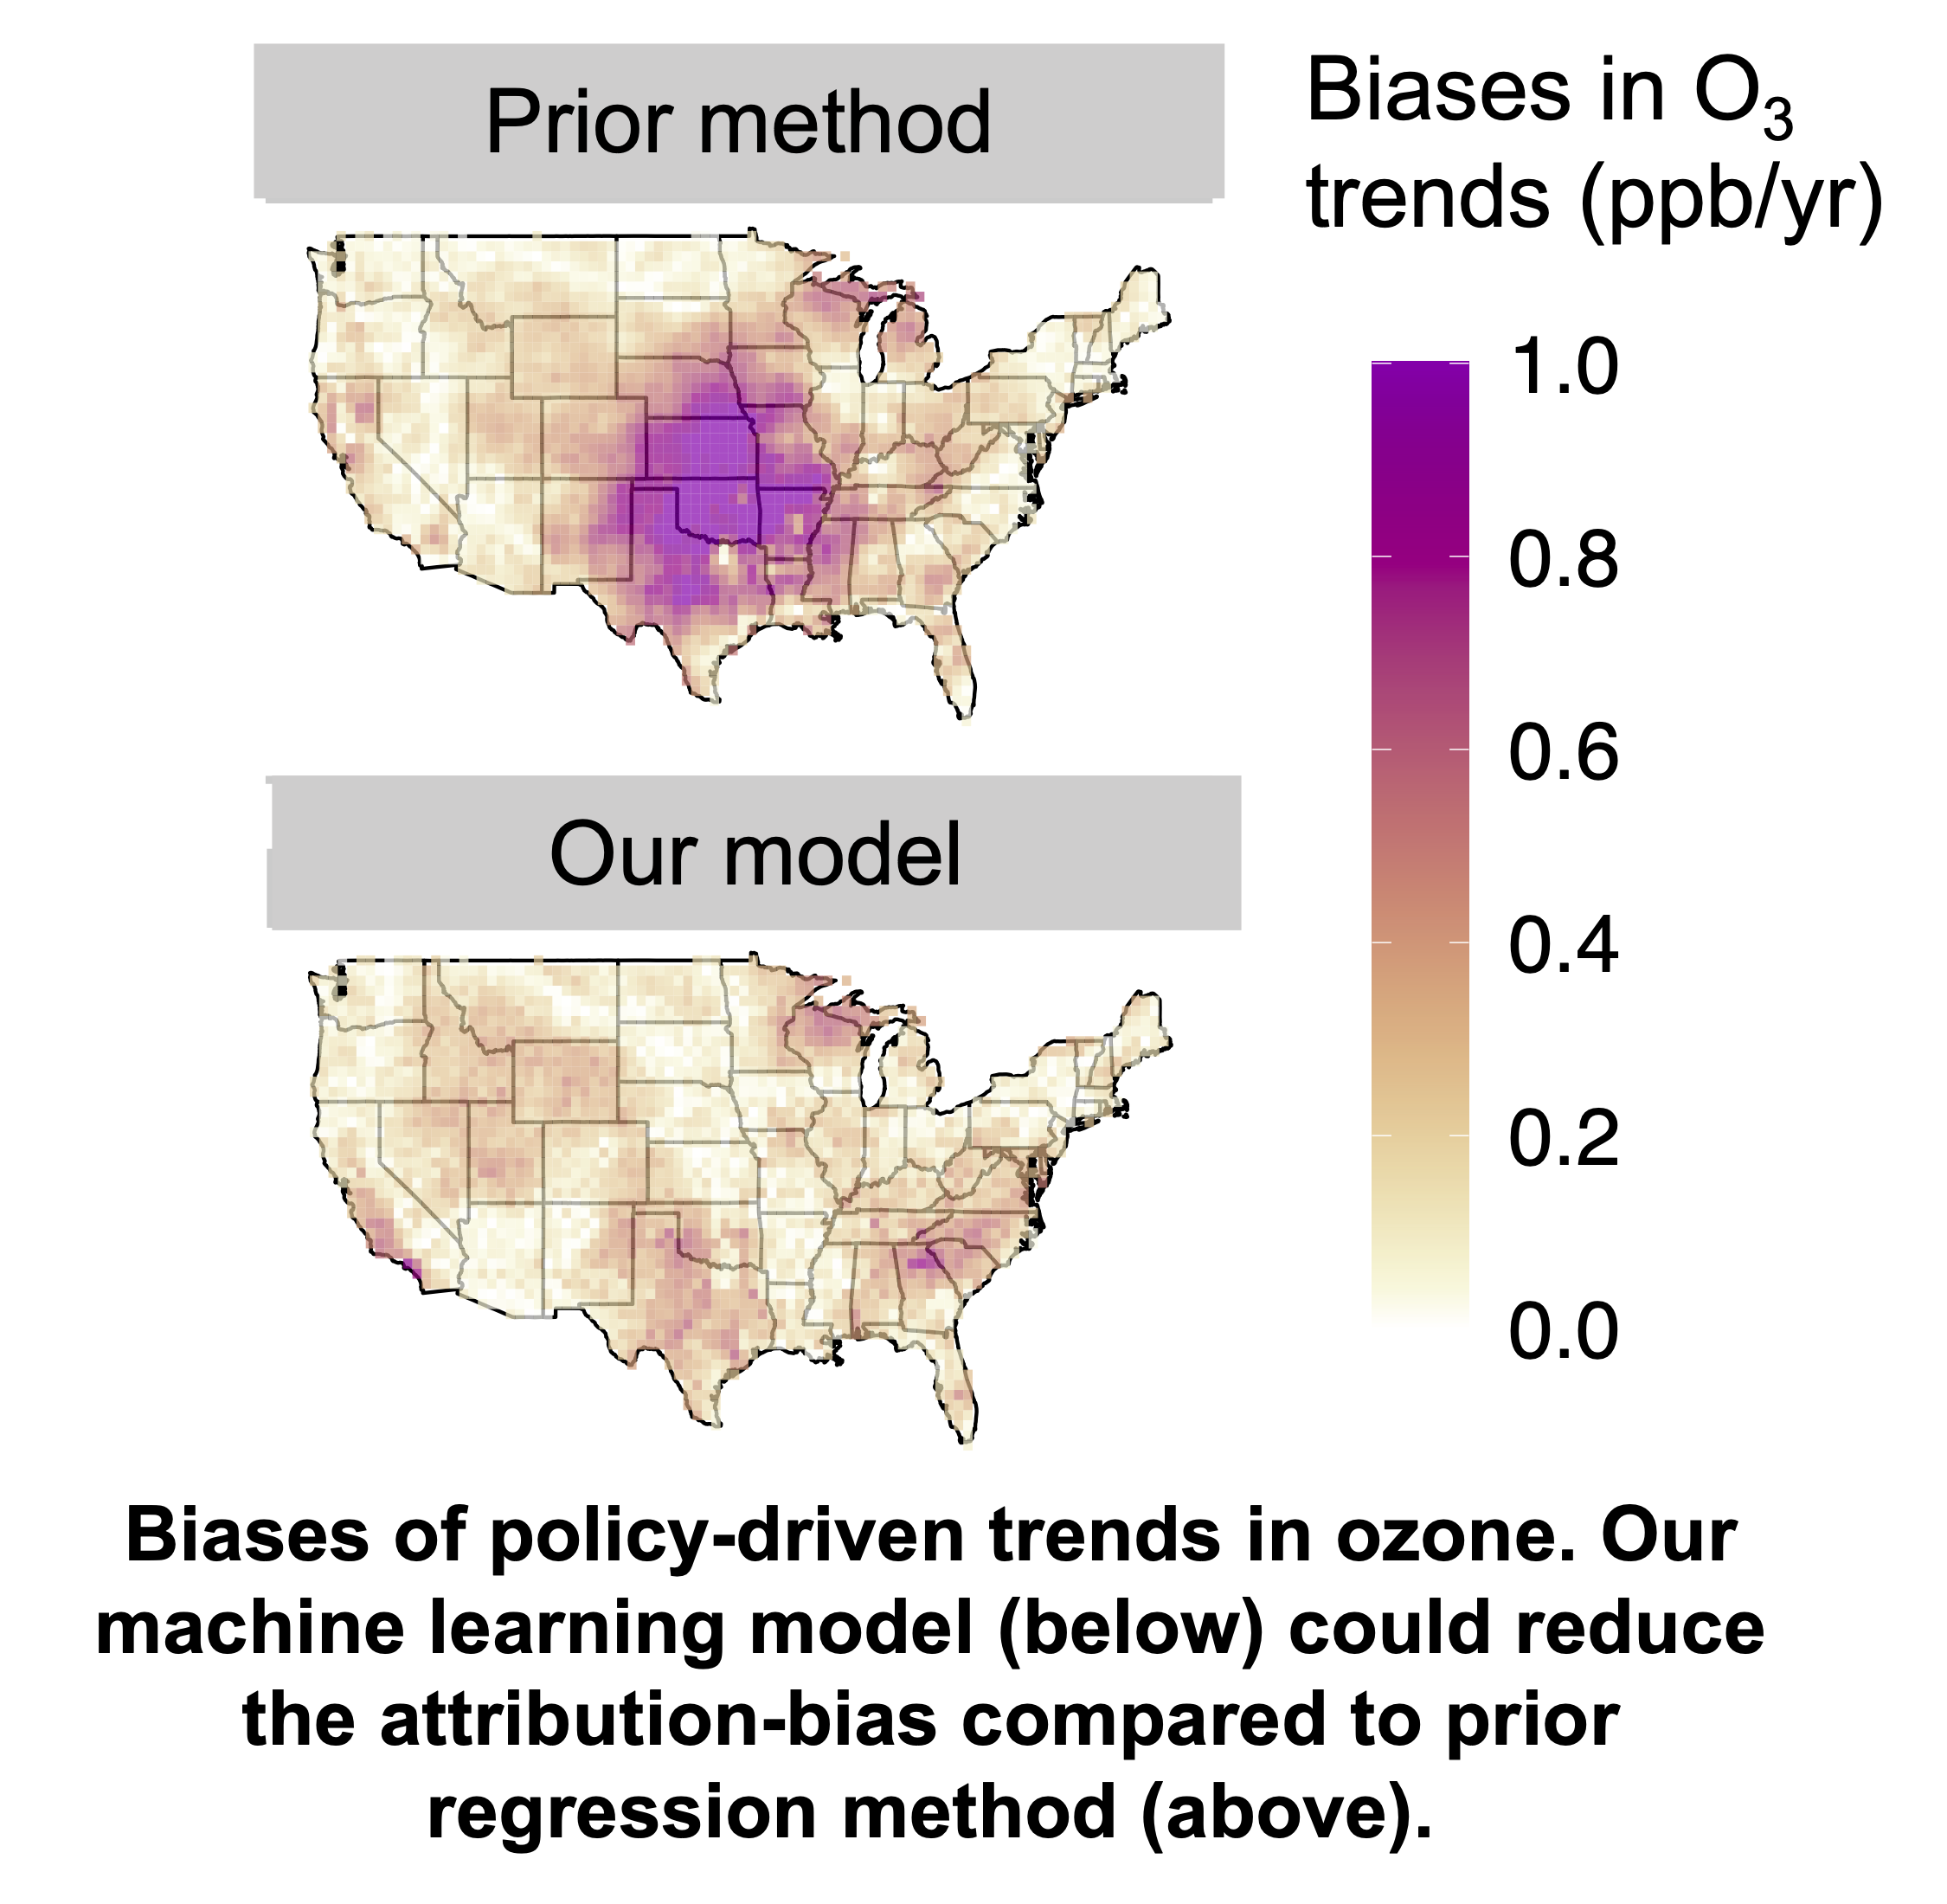 Prior method
Biases in O₃
trends (ppb/yr)
1.0
0.8
0.6
0.4
0.2
0.0
Our model
Biases of policy-driven trends in ozone. Our
machine learning model (below) could reduce
the attribution-bias compared to prior
regression method (above).